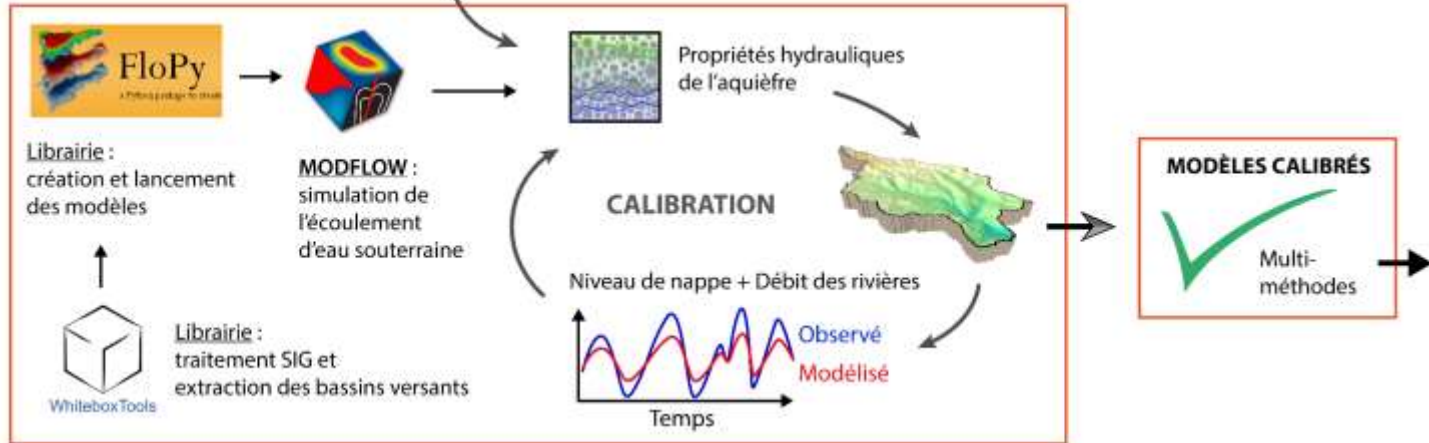 FloPy
Librairie :
création et lancement
des modèles
MODFLOW :
simulation de
l'écoulement
d'eau souterraine
WhiteboxTools
Librairie :
traitement SIG et
extraction des bassins versants
Propriétés hydrauliques
de l'aquièfre
CALIBRATION
Niveau de nappe + Débit des rivières
Observé
Modélisé
Temps
MODÈLES CALIBRÉS
Multi-
méthodes